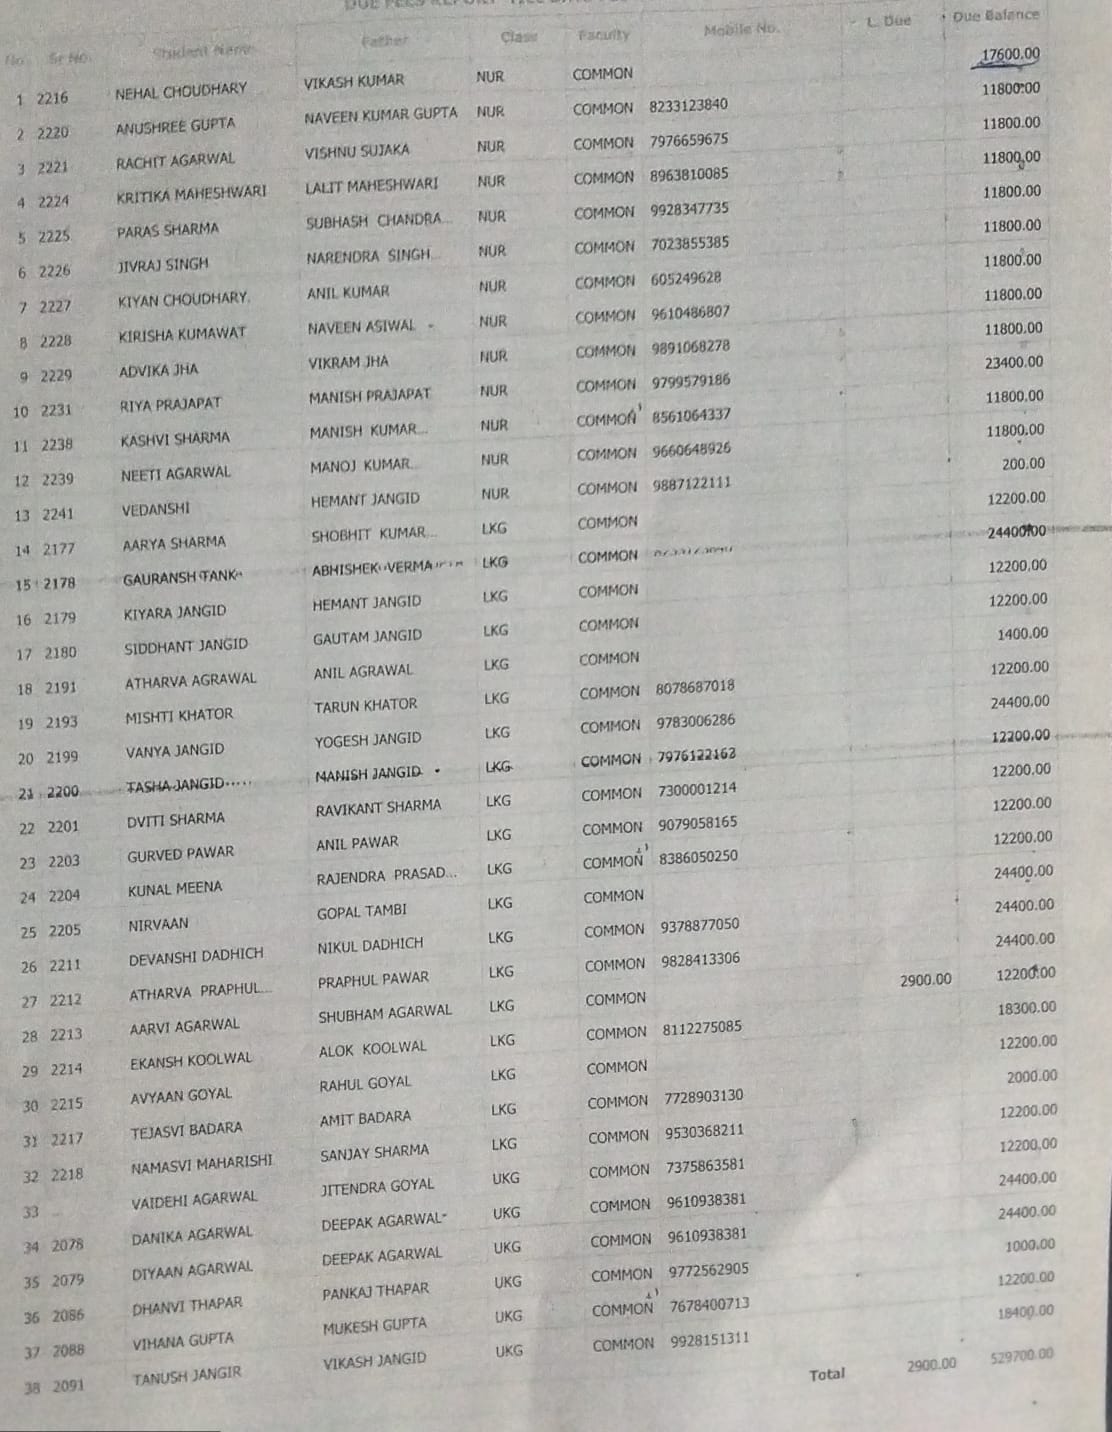 No. Sr No. Student Name Father Class Faculty Mobile No. L. Due Due Balance
1 2216 NEHAL CHOUDHARY VIKASH KUMAR NUR COMMON 17600.00
2 2220 ANUSHREE GUPTA NAVEEN KUMAR GUPTA NUR COMMON 8233123840 11800.00
3 2221 RACHIT AGARWAL VISHNU SUJAKA NUR COMMON 7976659675 11800.00
4 2224 KRITIKA MAHESHWARI LALIT MAHESHWARI NUR COMMON 8963810085 11800.00
5 2225 PARAS SHARMA SUBHASH CHANDRA... NUR COMMON 9928347735 11800.00
6 2226 JIVRAJ SINGH NARENDRA SINGH... NUR COMMON 7023855385 11800.00
7 2227 KIYAN CHOUDHARY. ANIL KUMAR NUR COMMON 605249628 11800.00
8 2228 KIRISHA KUMAWAT NAVEEN ASIWAL NUR COMMON 9610486807 11800.00
9 2229 ADVIKA JHA VIKRAM JHA NUR COMMON 9891068278 11800.00
10 2231 RIYA PRAJAPAT MANISH PRAJAPAT NUR COMMON 9799579186 23400.00
11 2238 KASHVI SHARMA MANISH KUMAR... NUR COMMON 8561064337 11800.00
12 2239 NEETI AGARWAL MANOJ KUMAR... NUR COMMON 9660648926 11800.00
13 2241 VEDANSHI HEMANT JANGID NUR COMMON 9887122111 200.00
14 2177 AARYA SHARMA SHOBHIT KUMAR... LKG COMMON 12200.00
15 2178 GAURANSH TANK ABHISHEK VERMA LKG COMMON 24400.00
16 2179 KIYARA JANGID HEMANT JANGID LKG COMMON 12200.00
17 2180 SIDDHANT JANGID GAUTAM JANGID LKG COMMON 12200.00
18 2191 ATHARVA AGRAWAL ANIL AGRAWAL LKG COMMON 1400.00
19 2193 MISHTI KHATOR TARUN KHATOR LKG COMMON 8078687018 12200.00
20 2199 VANYA JANGID YOGESH JANGID LKG COMMON 9783006286 24400.00
21 2200 TASHA JANGID MANISH JANGID LKG COMMON 7976122163 12200.00
22 2201 DVITI SHARMA RAVIKANT SHARMA LKG COMMON 7300001214 12200.00
23 2203 GURVED PAWAR ANIL PAWAR LKG COMMON 9079058165 12200.00
24 2204 KUNAL MEENA RAJENDRA PRASAD... LKG COMMON 8386050250 12200.00
25 2205 NIRVAAN GOPAL TAMBI LKG COMMON 24400.00
26 2211 DEVANSHI DADHICH NIKUL DADHICH LKG COMMON 9378877050 24400.00
27 2212 ATHARVA PRAPHUL... PRAPHUL PAWAR LKG COMMON 9828413306 24400.00
28 2213 AARVI AGARWAL SHUBHAM AGARWAL LKG COMMON 2900.00 12200.00
29 2214 EKANSH KOOLWAL ALOK KOOLWAL LKG COMMON 8112275085 18300.00
30 2215 AVYAAN GOYAL RAHUL GOYAL LKG COMMON 12200.00
31 2217 TEJASVI BADARA AMIT BADARA LKG COMMON 7728903130 2000.00
32 2218 NAMASVI MAHARISHI SANJAY SHARMA LKG COMMON 9530368211 12200.00
33 VAIDEHI AGARWAL JITENDRA GOYAL UKG COMMON 7375863581 12200.00
34 2078 DANIKA AGARWAL DEEPAK AGARWAL UKG COMMON 9610938381 24400.00
35 2079 DIYAAN AGARWAL DEEPAK AGARWAL UKG COMMON 9610938381 24400.00
36 2086 DHANVI THAPAR PANKAJ THAPAR UKG COMMON 9772562905 1000.00
37 2088 VIHANA GUPTA MUKESH GUPTA UKG COMMON 7678400713 12200.00
38 2091 TANUSH JANGIR VIKASH JANGID UKG COMMON 9928151311 18400.00
Total 2900.00 529700.00